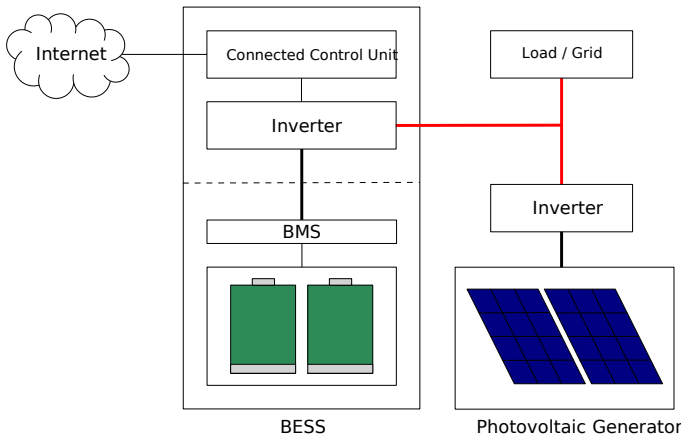 Internet
Connected Control Unit
Load / Grid
Inverter
Inverter
BMS
BESS
Photovoltaic Generator